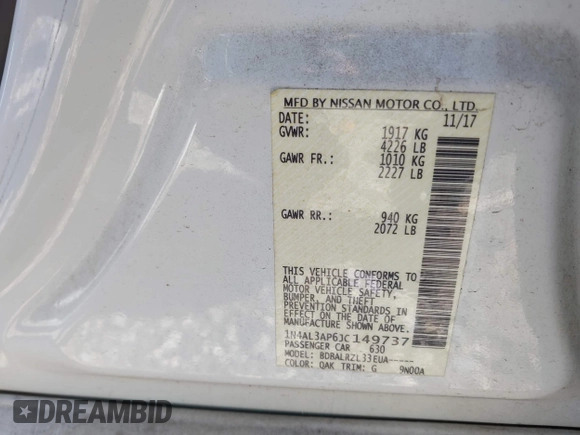 MFD BY NISSAN MOTOR CO., LTD.
DATE: 11/17
GVWR: 1917 KG
4226 LB
GAWR FR.: 1010 KG
2227 LB
GAWR RR.: 940 KG
2072 LB
THIS VEHICLE CONFORMS TO
ALL APPLICABLE FEDERAL
MOTOR VEHICLE SAFETY,
BUMPER, AND THEFT
PREVENTION STANDARDS IN
EFFECT ON THE DATE OF
MANUFACTURE SHOWN ABOVE.
1N4AL3AP6JC149737
PASSENGER CAR 630
MODEL: BDBALRZL33EUA-----
COLOR: QAK TRIM: G 9N00A
DREAMBID
DREAMBID.COM